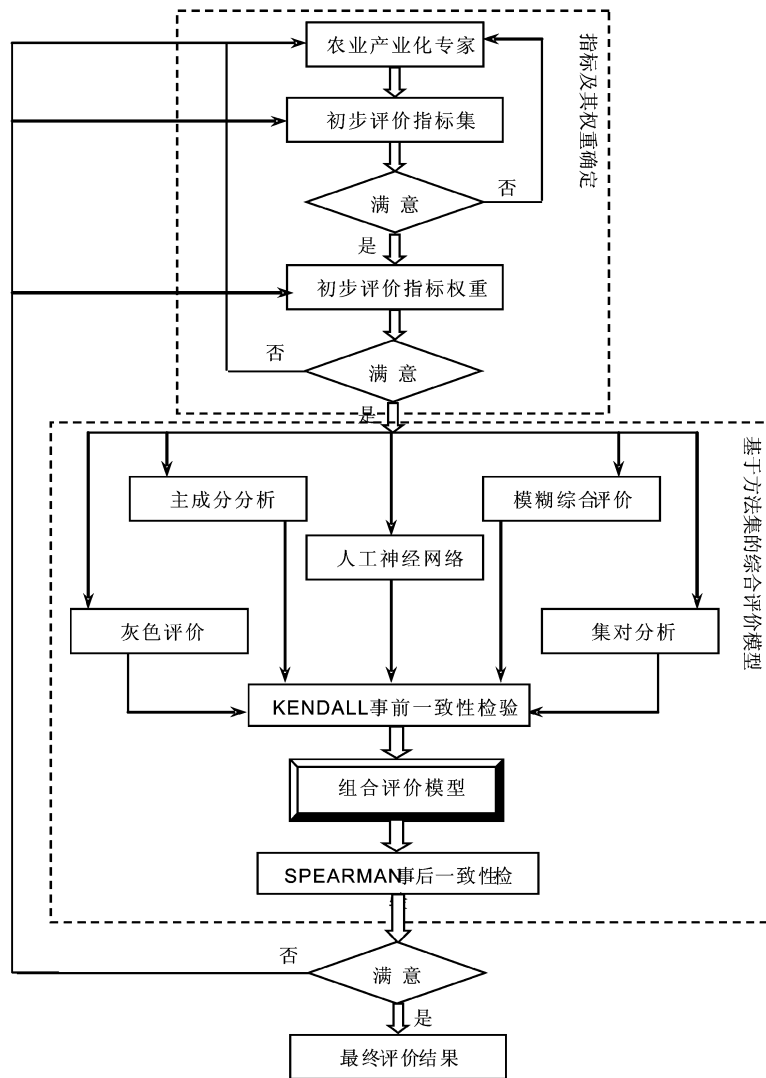 农业产业化专家
指标及其权重确定
初步评价指标集
满 意
否
是
初步评价指标权重
否
满 意
是
基于方法集的综合评价模型
主成分分析
模糊综合评价
人工神经网络
灰色评价
集对分析
KENDALL事前一致性检验
组合评价模型
SPEARMAN事后一致性检
否
满 意
是
最终评价结果